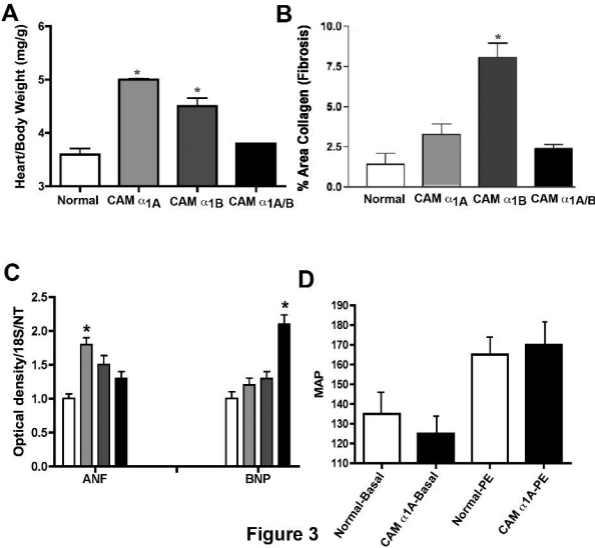 A
Heart/Body Weight (mg/g)
6
5
4
3
*
*
Normal
CAM α1A
CAM α1B
CAM α1A/B
B
% Area Collagen (Fibrosis)
10.0
7.5
5.0
2.5
0.0
*
Normal
CAM α1A
CAM α1B
CAM α1A/B
C
Optical density/18S/NT
2.5
2.0
1.5
1.0
0.5
0.0
*
*
ANF
BNP
D
MAP
190
180
170
160
150
140
130
120
110
Normal-Basal
CAM α1A-Basal
Normal-PE
CAM α1A-PE
Figure 3